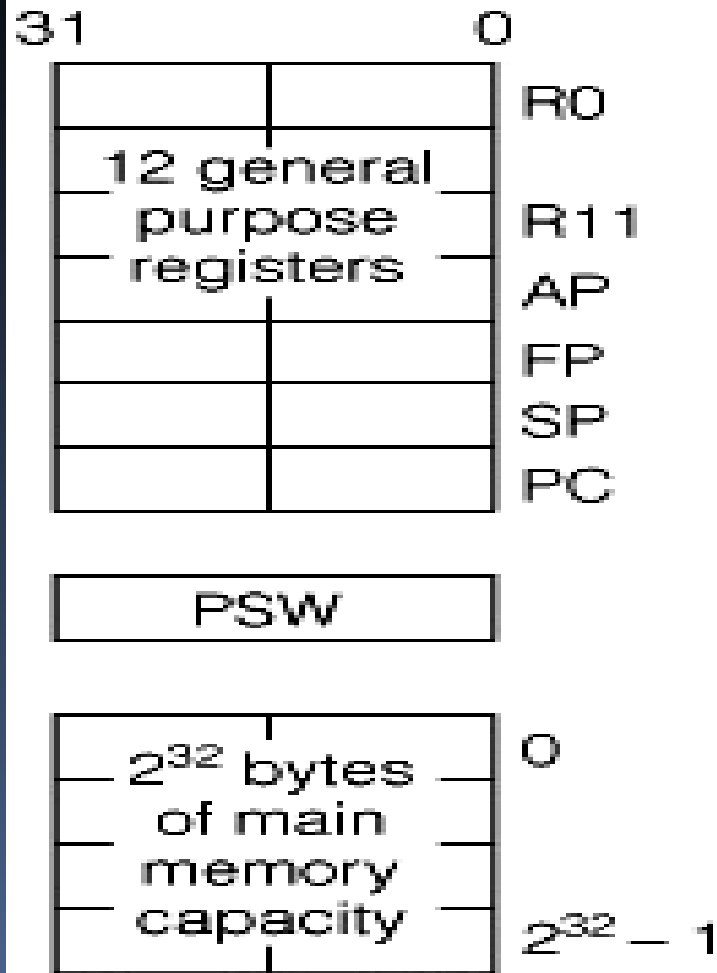 31 0
R0
12 general
purpose
registers
R11
AP
FP
SP
PC
PSW
2³² bytes
of main
memory
capacity
0
2³² – 1